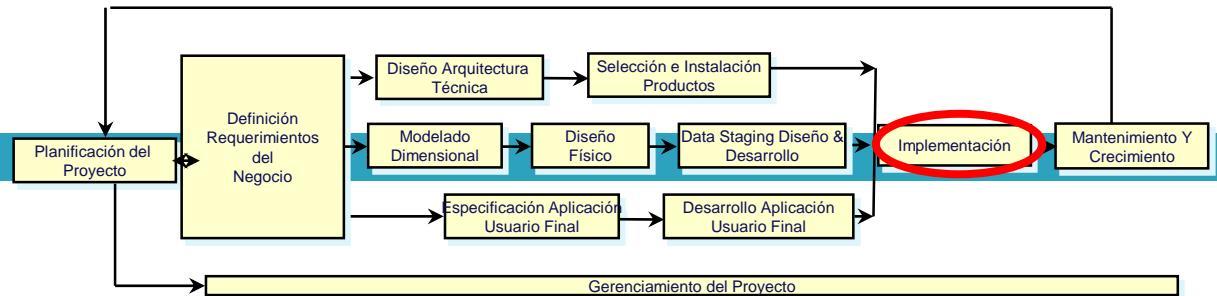 Diseño Arquitectura
Técnica
Selección e Instalación
Productos
Definición
Requerimientos
del
Negocio
Planificación del
Proyecto
Modelado
Dimensional
Diseño
Físico
Data Staging Diseño &
Desarrollo
Implementación
Mantenimiento Y
Crecimiento
Especificación Aplicación
Usuario Final
Desarrollo Aplicación
Usuario Final
Gerenciamiento del Proyecto